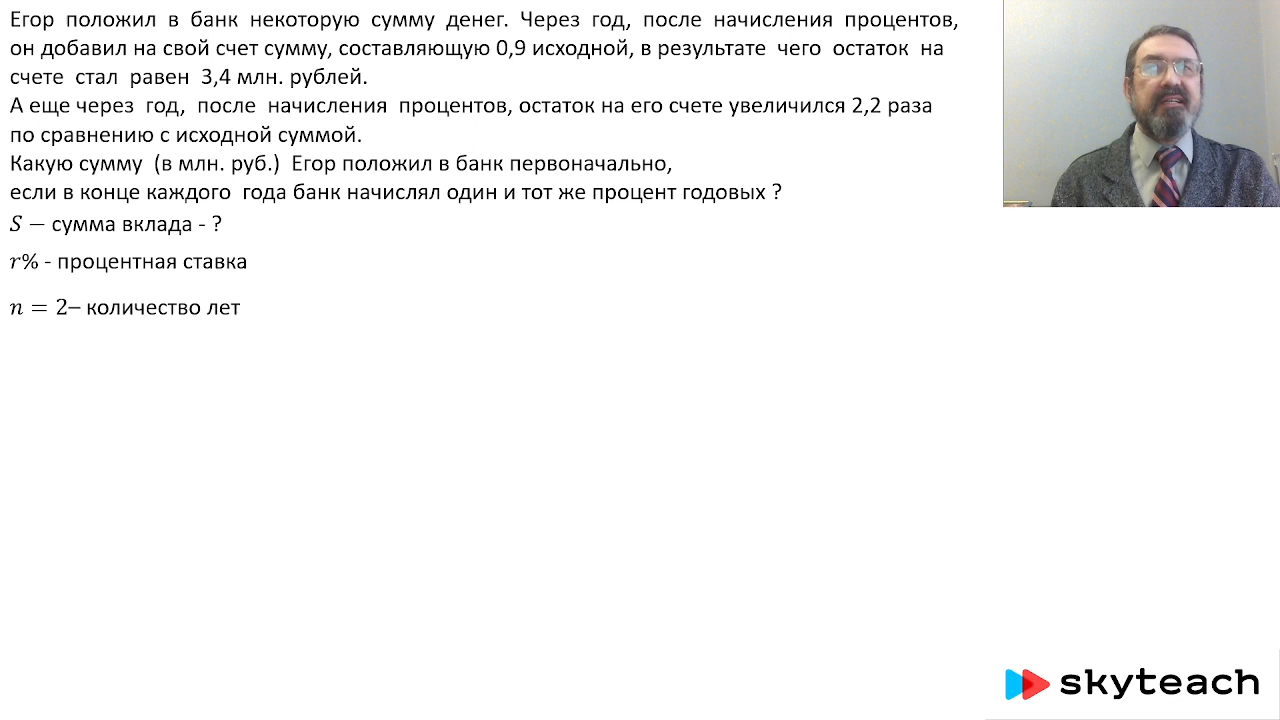 Егор положил в банк некоторую сумму денег. Через год, после начисления процентов,
он добавил на свой счет сумму, составляющую 0,9 исходной, в результате чего остаток на
счете стал равен 3,4 млн. рублей.
А еще через год, после начисления процентов, остаток на его счете увеличился 2,2 раза
по сравнению с исходной суммой.
Какую сумму (в млн. руб.) Егор положил в банк первоначально,
если в конце каждого года банк начислял один и тот же процент годовых ?
S − сумма вклада - ?
r% - процентная ставка
n = 2– количество лет
skyteach